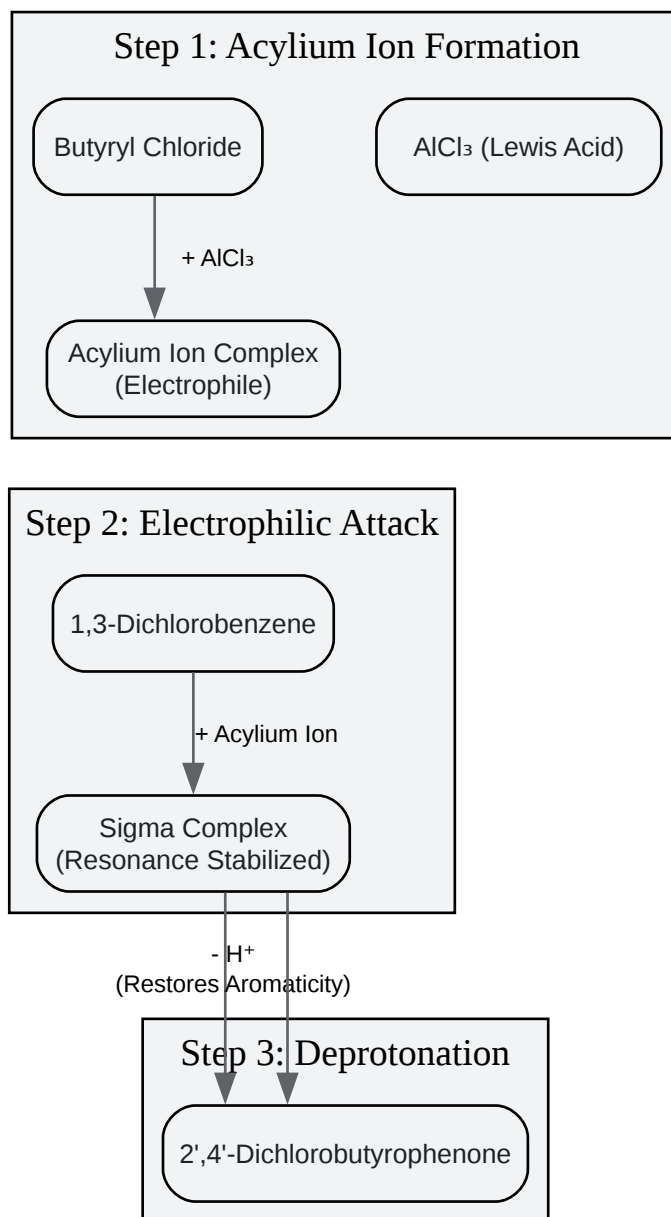 Step 1: Acylium Ion Formation
Butyryl Chloride
AlCl₃ (Lewis Acid)
+ AlCl₃
Acylium Ion Complex
(Electrophile)
Step 2: Electrophilic Attack
1,3-Dichlorobenzene
+ Acylium Ion
Sigma Complex
(Resonance Stabilized)
- H⁺
(Restores Aromaticity)
Step 3: Deprotonation
2',4'-Dichlorobutyrophenone